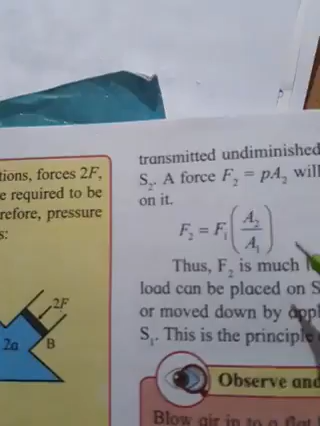 tions, forces 2F,
e required to be
refore, pressure
s:
2F
2a
B
transmitted undiminished
S₂. A force F₂ = pA₂ will
on it.
F₂ = F₁(A₂/A₁)
Thus, F₂ is much
load can be placed on S
or moved down by appl
S₁. This is the principle
Observe and
Blow air in to a flat